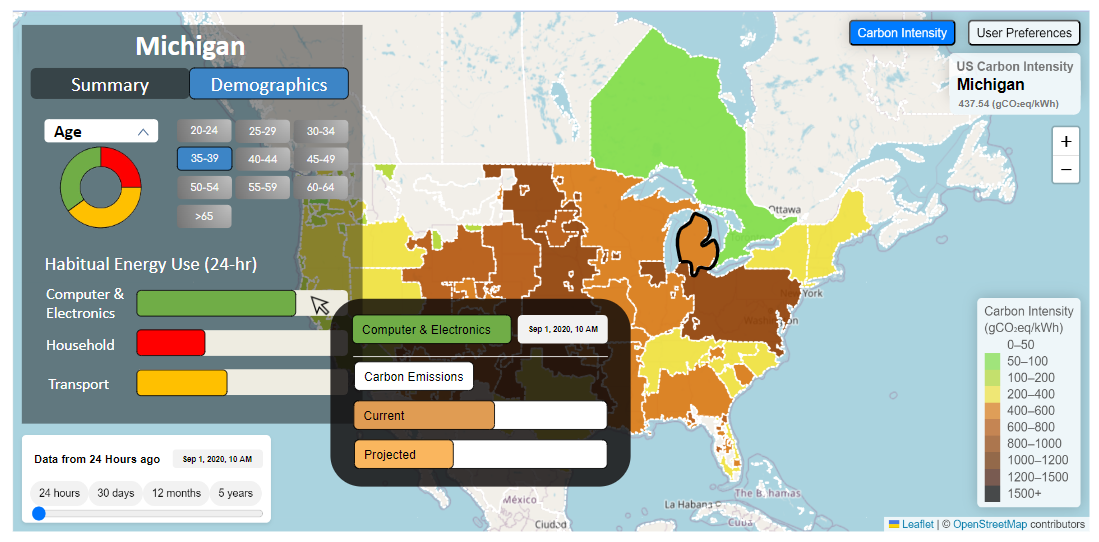 Michigan
Summary
Demographics
Age
20-24
25-29
30-34
35-39
40-44
45-49
50-54
55-59
60-64
>65
Habitual Energy Use (24-hr)
Computer &
Electronics
Household
Transport
Computer & Electronics
Sep 1, 2020, 10 AM
Carbon Emissions
Current
Projected
Data from 24 Hours ago
Sep 1, 2020, 10 AM
24 hours
30 days
12 months
5 years
Carbon Intensity
User Preferences
US Carbon Intensity
Michigan
437.54 (gCO₂eq/kWh)
+
−
Ottawa
New York
Washington
México
Ciudad
La Habana
Cuba
The Bahamas
Carbon Intensity
(gCO₂eq/kWh)
0–50
50–100
100–200
200–400
400–600
600–800
800–1000
1000–1200
1200–1500
1500+
Leaflet | © OpenStreetMap contributors